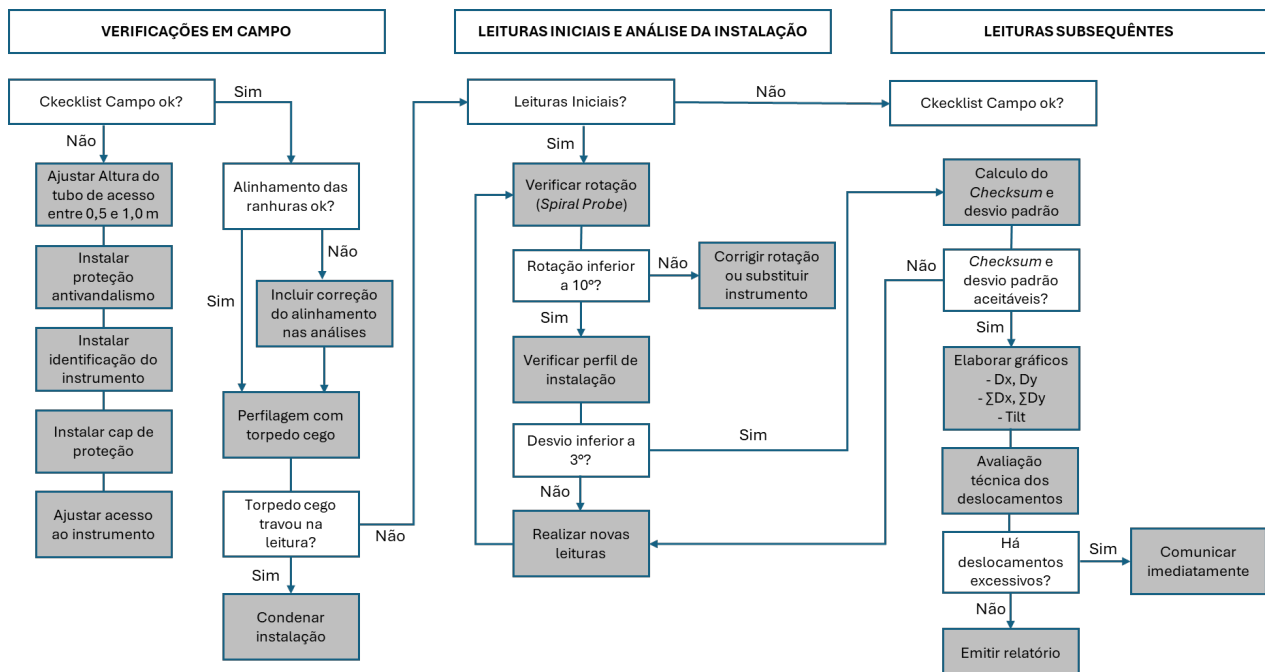 VERIFICAÇÕES EM CAMPO
Ckecklist Campo ok?
Sim
Não
Ajustar Altura do
tubo de acesso
entre 0,5 e 1,0 m
Instalar
proteção
antivandalismo
Instalar
identificação do
instrumento
Instalar cap de
proteção
Ajustar acesso
ao instrumento
Alinhamento das
ranhuras ok?
Não
Sim
Incluir correção
do alinhamento
nas análises
Perfilagem com
torpedo cego
Torpedo cego
travou na
leitura?
Não
Sim
Condenar
instalação
LEITURAS INICIAIS E ANÁLISE DA INSTALAÇÃO
Leituras Iniciais?
Não
Sim
Verificar rotação
(Spiral Probe)
Rotação inferior
a 10º?
Não
Corrigir rotação
ou substituir
instrumento
Sim
Verificar perfil de
instalação
Desvio inferior a
3º?
Sim
Não
Realizar novas
leituras
LEITURAS SUBSEQUÊNTES
Ckecklist Campo ok?
Calculo do
Checksum e
desvio padrão
Checksum e
desvio padrão
aceitáveis?
Não
Sim
Elaborar gráficos
- Dx, Dy
- ∑Dx, ∑Dy
- Tilt
Avaliação
técnica dos
deslocamentos
Há
deslocamentos
excessivos?
Sim
Comunicar
imediatamente
Não
Emitir relatório